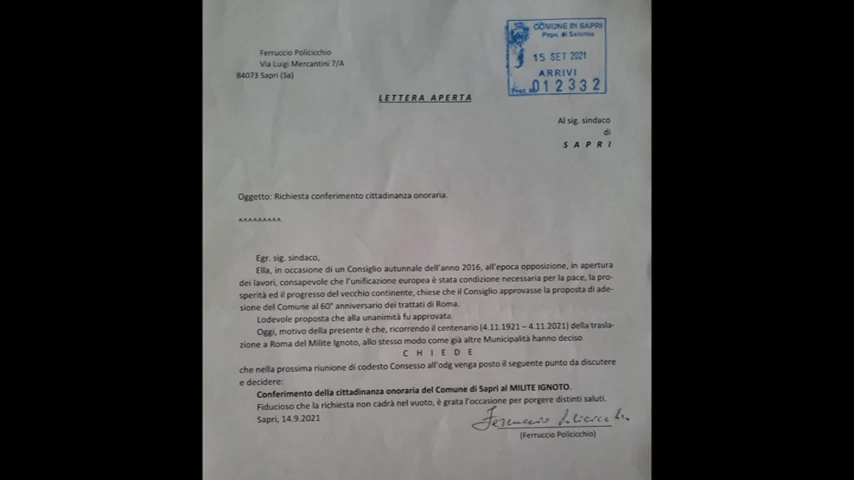 Ferruccio Policicchio
Via Luigi Mercantini 7/A
84073 Sapri (Sa)
COMUNE DI SAPRI
Prov. di Salerno
15 SET 2021
ARRIVI
Prot. N. 012332
LETTERA APERTA
Al sig. sindaco
di
SAPRI
Oggetto: Richiesta conferimento cittadinanza onoraria.
^^^^^^^^^
Egr. sig. sindaco,
Ella, in occasione di un Consiglio autunnale dell'anno 2016, all'epoca opposizione, in apertura
dei lavori, consapevole che l'unificazione europea è stata condizione necessaria per la pace, la pro-
sperità ed il progresso del vecchio continente, chiese che il Consiglio approvasse la proposta di ade-
sione del Comune al 60° anniversario dei trattati di Roma.
Lodevole proposta che alla unanimità fu approvata.
Oggi, motivo della presente è che, ricorrendo il centenario (4.11.1921 – 4.11.2021) della trasla-
zione a Roma del Milite Ignoto, allo stesso modo come già altre Municipalità hanno deciso
CHIEDE
che nella prossima riunione di codesto Consesso all'odg venga posto il seguente punto da discutere
e decidere:
Conferimento della cittadinanza onoraria del Comune di Sapri al MILITE IGNOTO.
Fiducioso che la richiesta non cadrà nel vuoto, è grata l'occasione per porgere distinti saluti.
Sapri, 14.9.2021
Ferruccio Policicchio
(Ferruccio Policicchio)